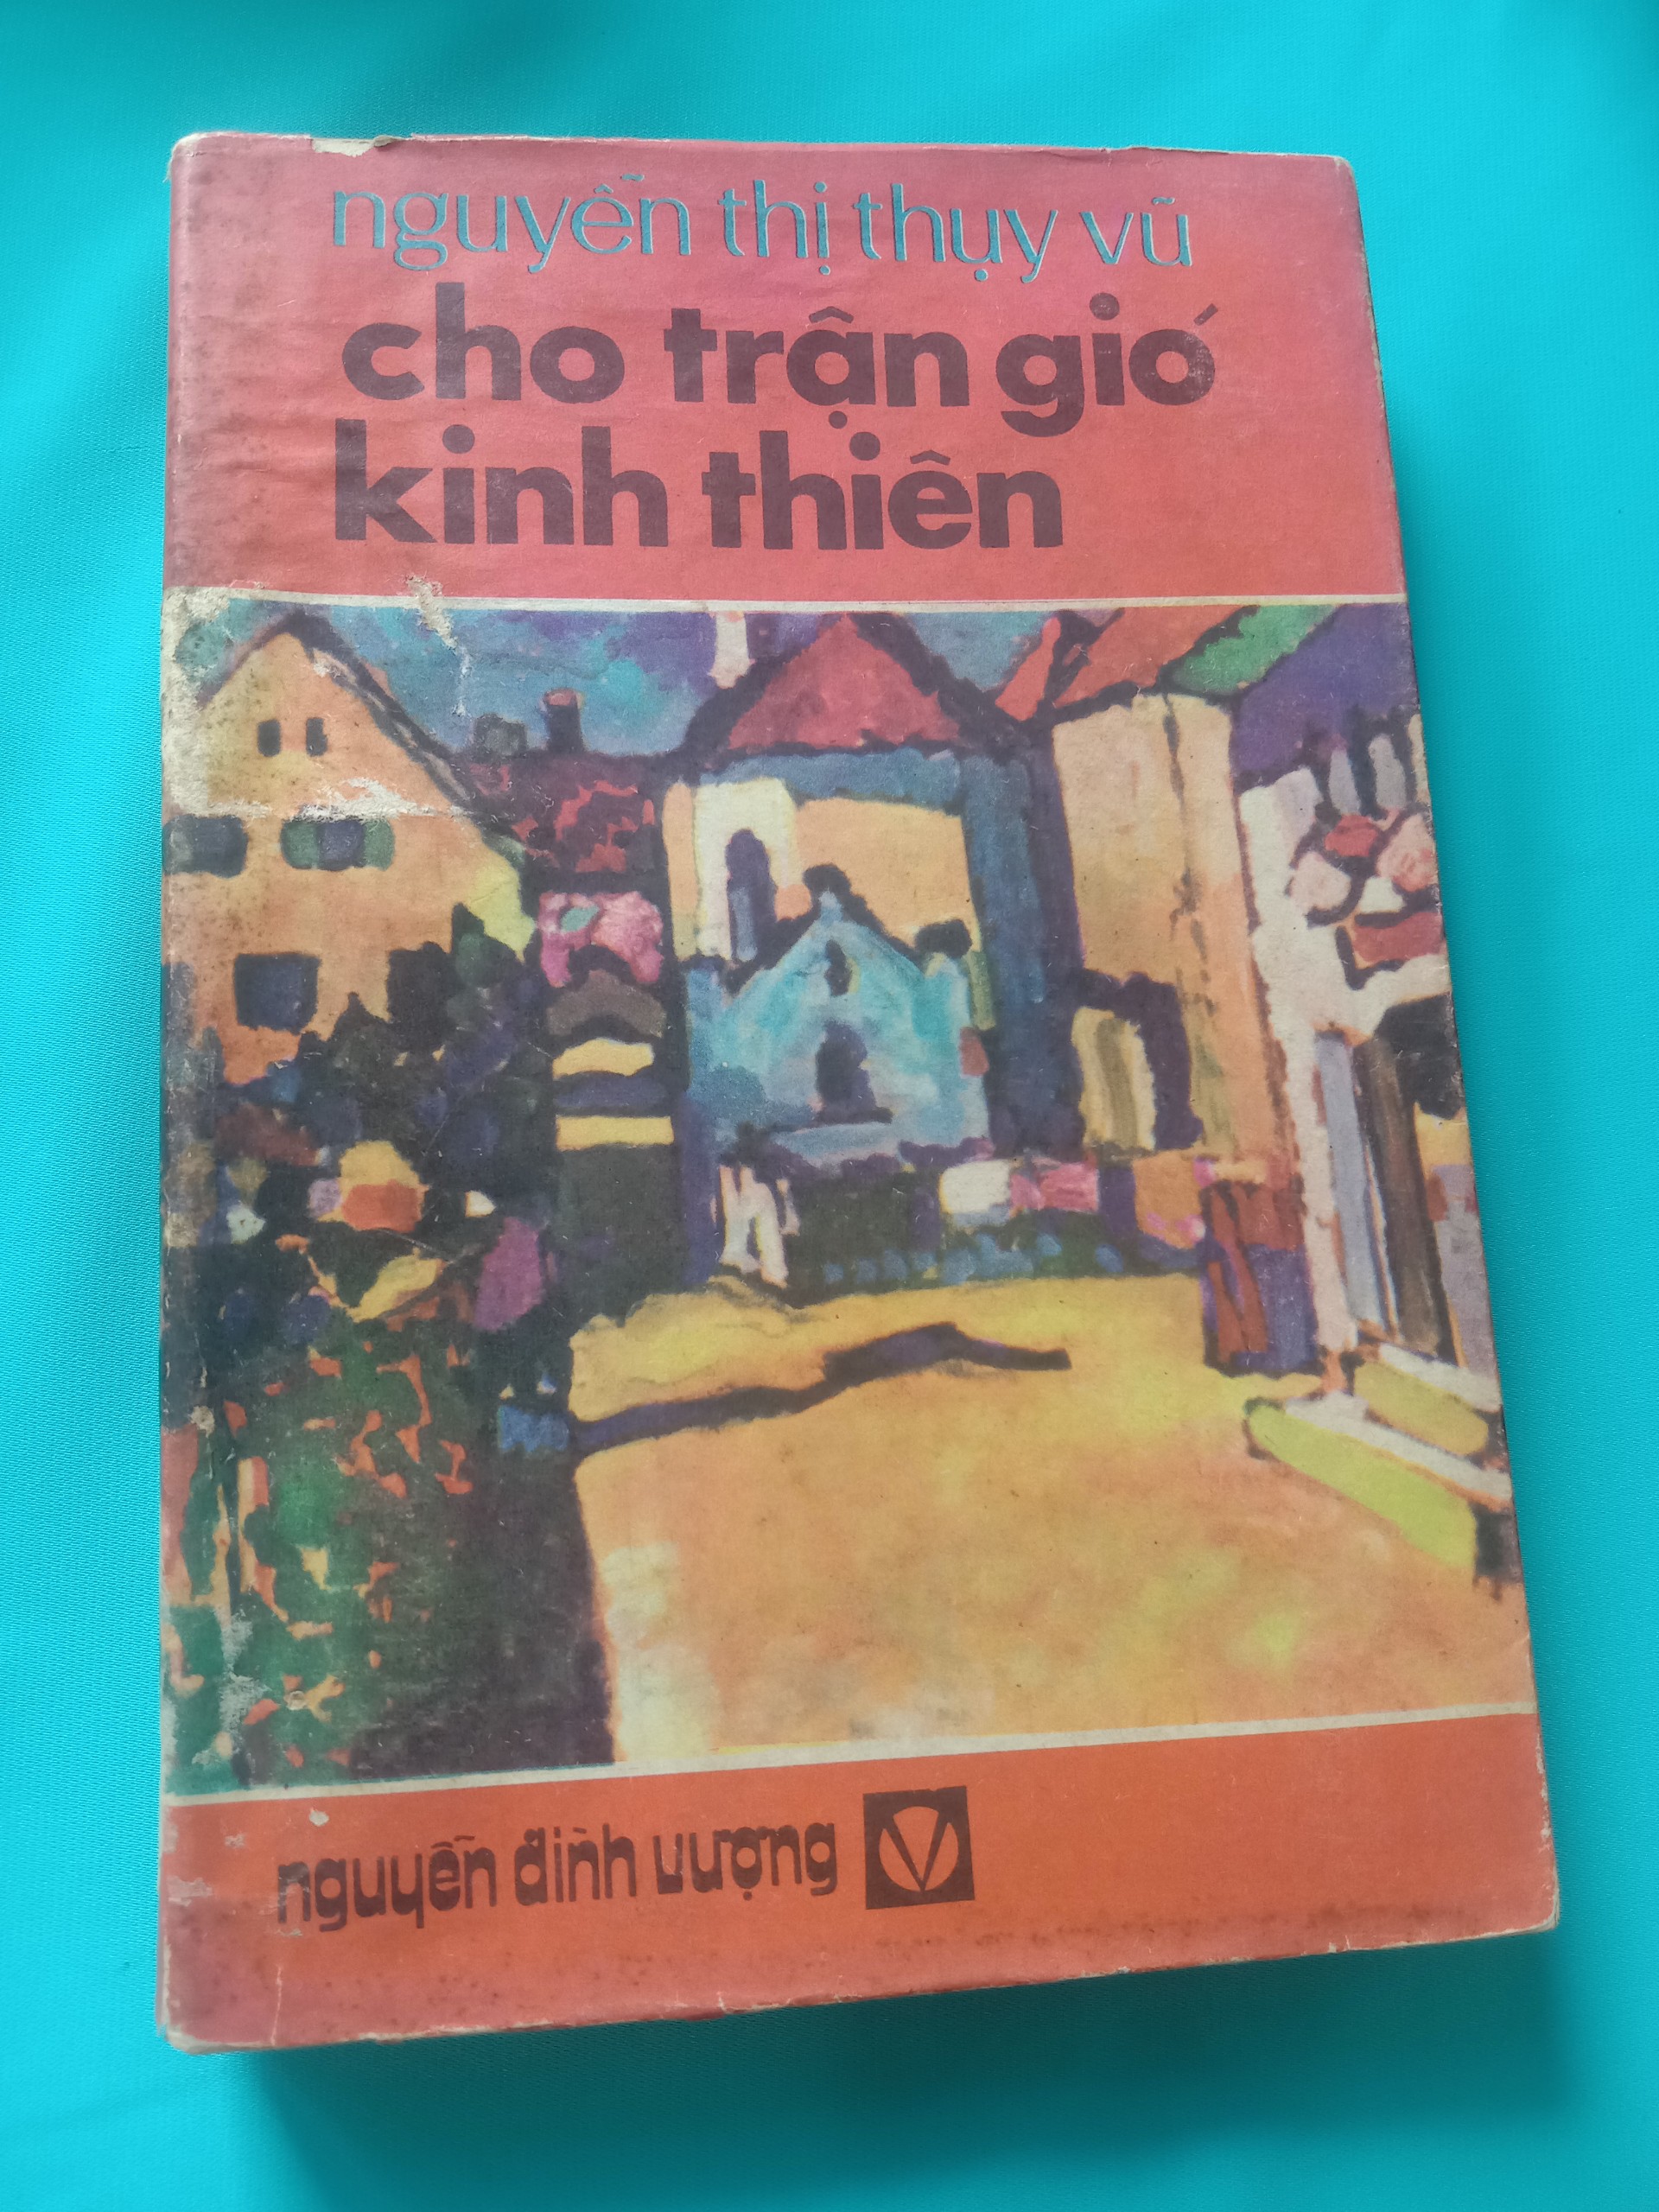 nguyễn thị thụy vũ
cho trận gió
kinh thiên
nguyễn đình vượng